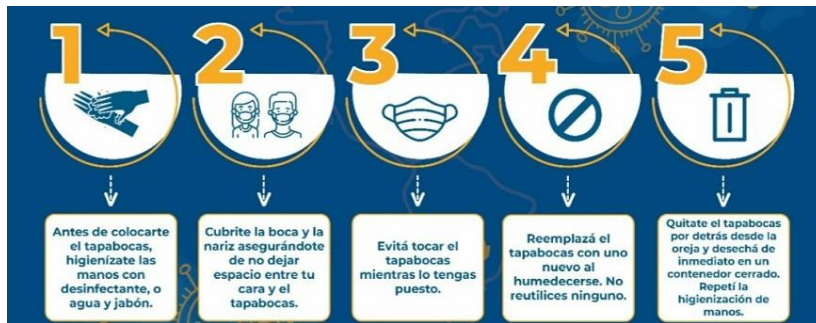 1
2
3
4
5
Antes de colocarte
el tapabocas,
higienízate las
manos con
desinfectante, o
agua y jabón.
Cubrite la boca y la
nariz asegurándote
de no dejar
espacio entre tu
cara y el
tapabocas.
Evitá tocar el
tapabocas
mientras lo tengas
puesto.
Reemplazá el
tapabocas con uno
nuevo al
humedecerse. No
reutilices ninguno.
Quitate el tapabocas
por detrás desde la
oreja y desechá de
inmediato en un
contenedor cerrado.
Repetí la
higienización de
manos.